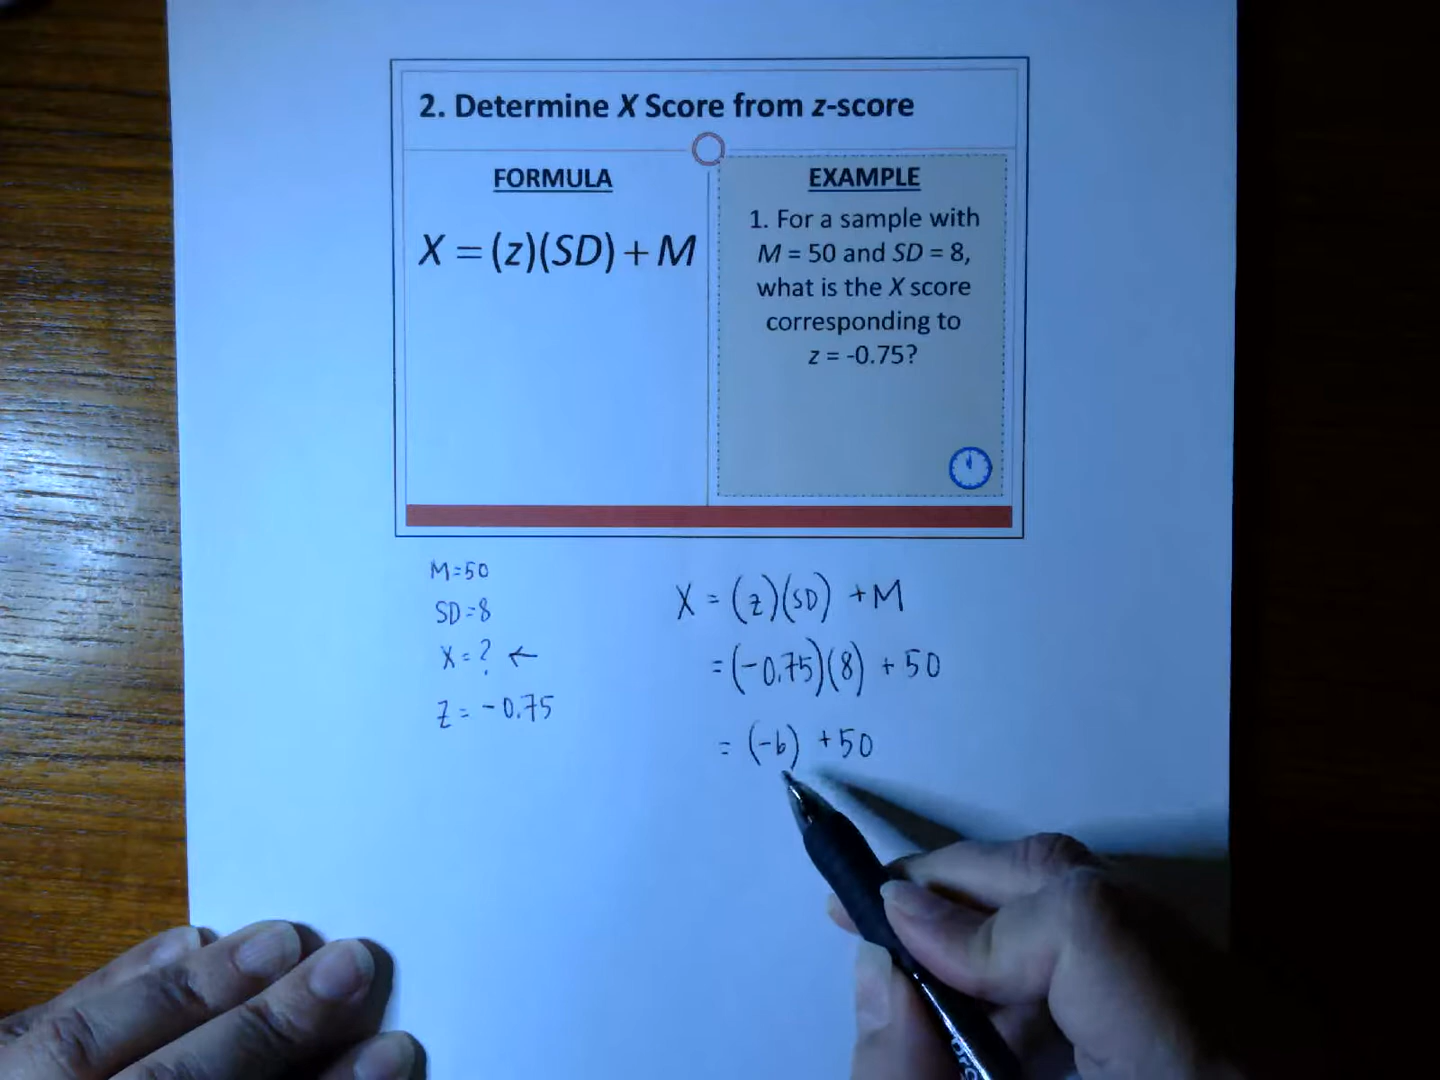 2. Determine X Score from z-score
FORMULA
X = (z)(SD) + M
EXAMPLE
1. For a sample with
M = 50 and SD = 8,
what is the X score
corresponding to
z = -0.75?
M=50
SD=8
X=? ←
z= -0.75
X = (z)(SD) +M
=(-0.75)(8) +50
= (-6) +50